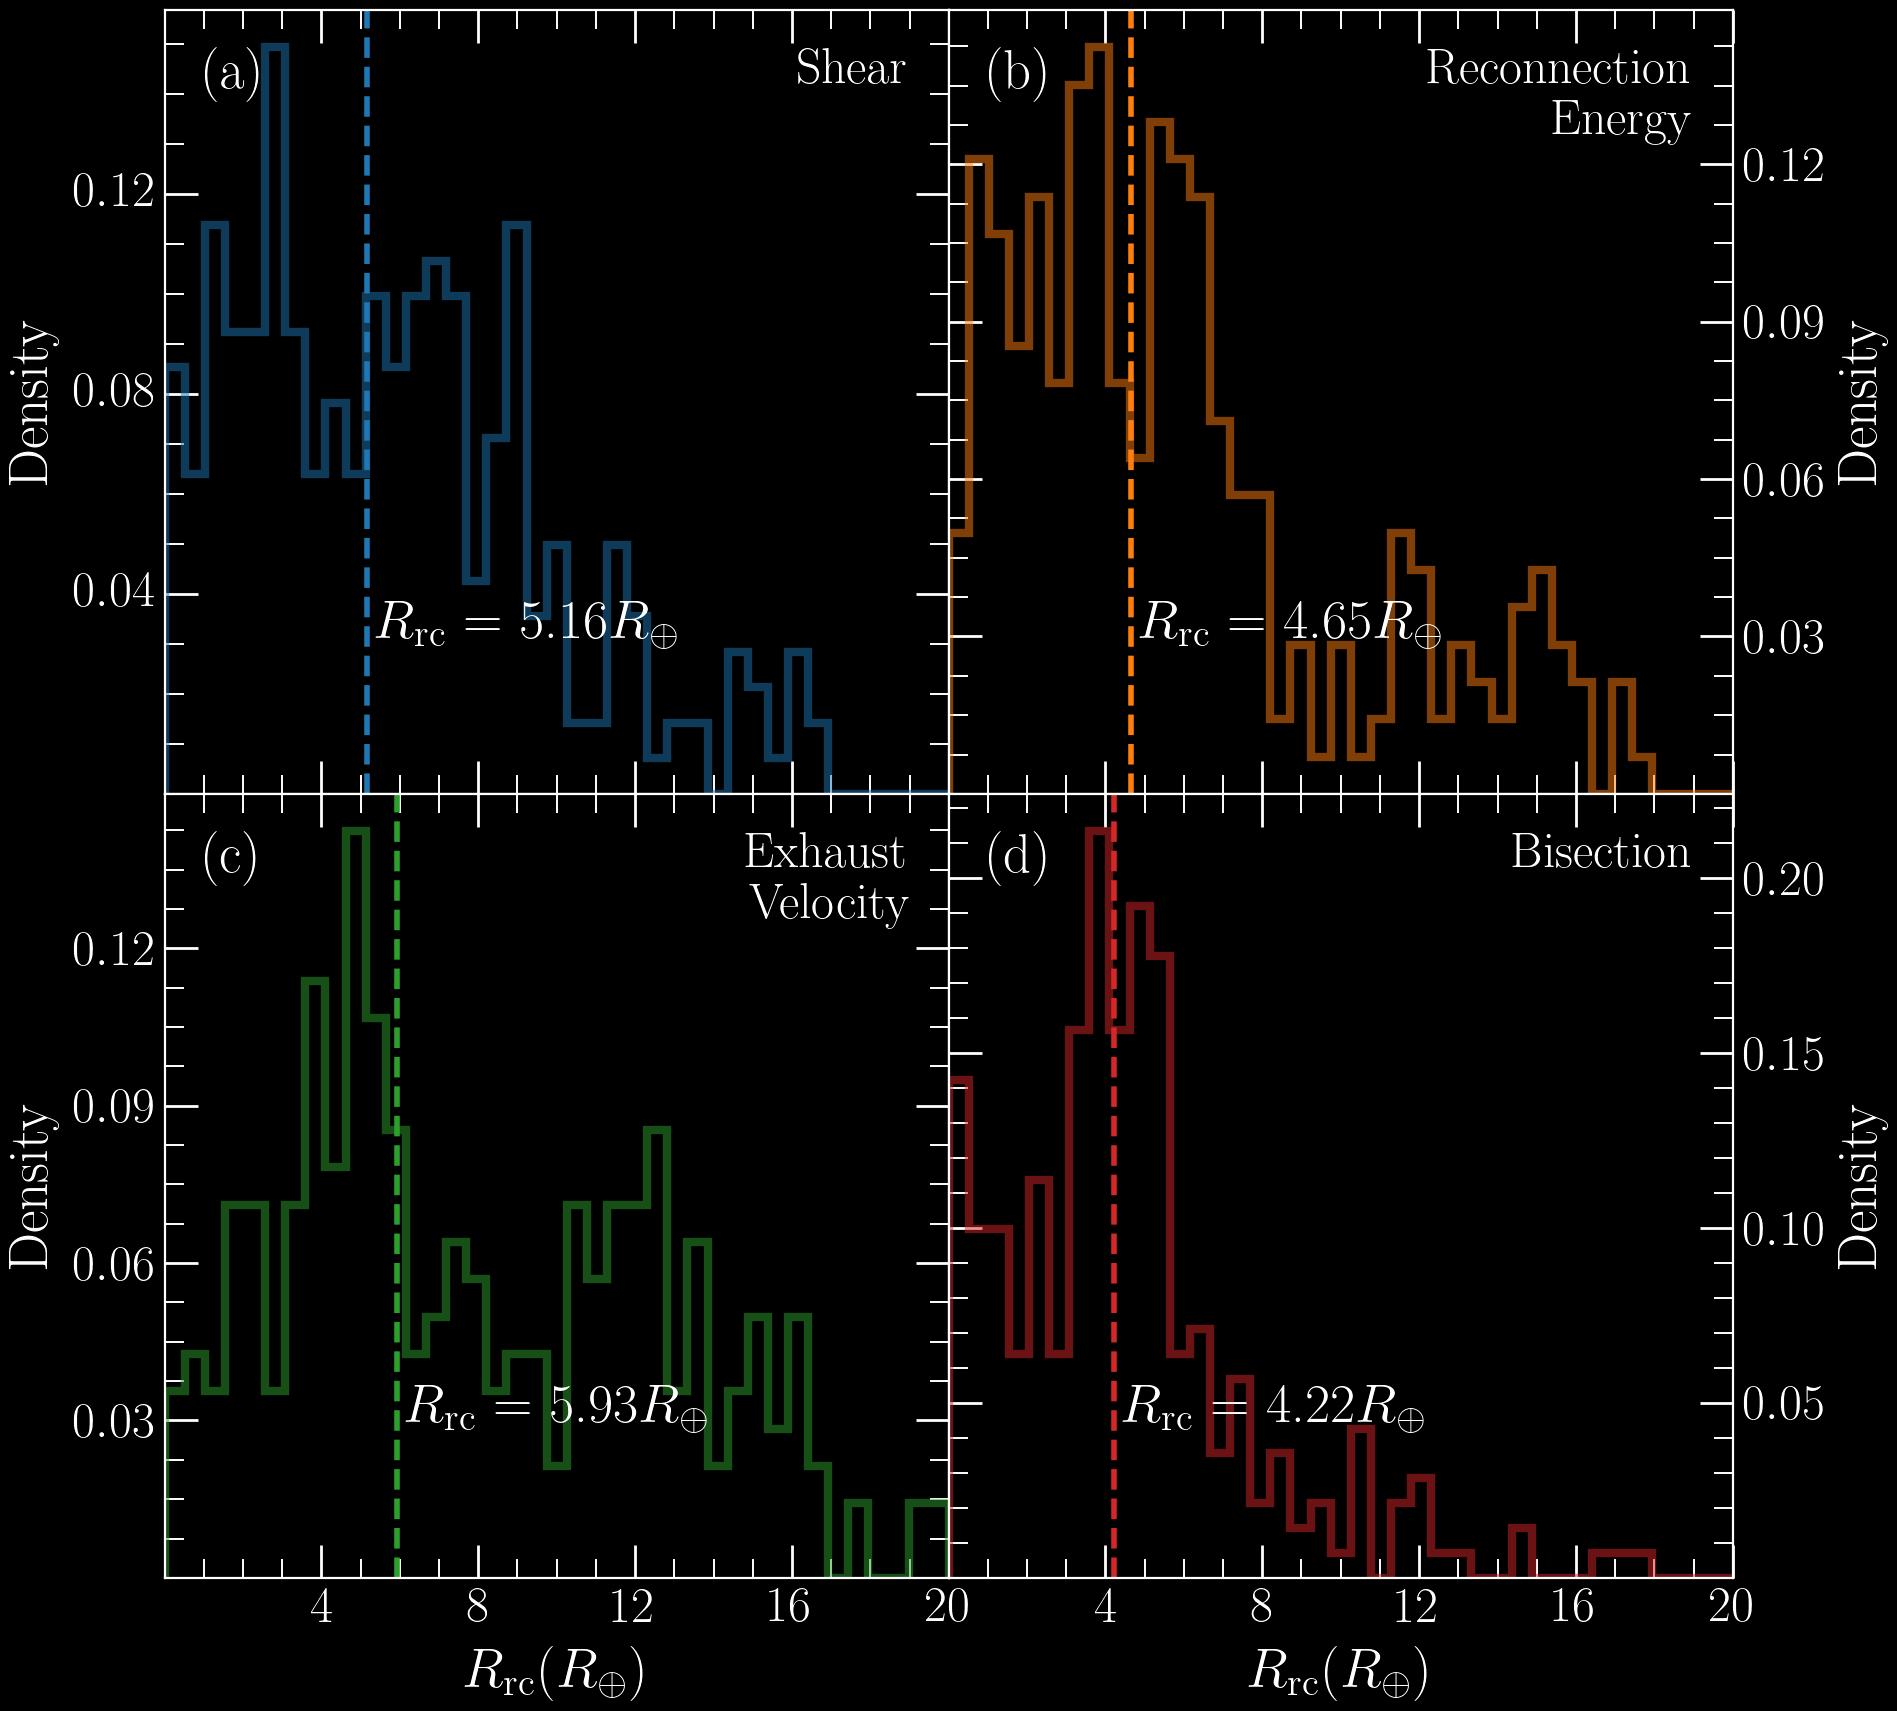 (a) Shear
0.12
0.08
0.04
Density
R_rc = 5.16R_⊕
(b) Reconnection
Energy
0.12
0.09
0.06
0.03
Density
R_rc = 4.65R_⊕
(c) Exhaust
Velocity
0.12
0.09
0.06
0.03
Density
R_rc = 5.93R_⊕
4 8 12 16 20
R_rc(R_⊕)
(d) Bisection
0.20
0.15
0.10
0.05
Density
R_rc = 4.22R_⊕
4 8 12 16 20
R_rc(R_⊕)